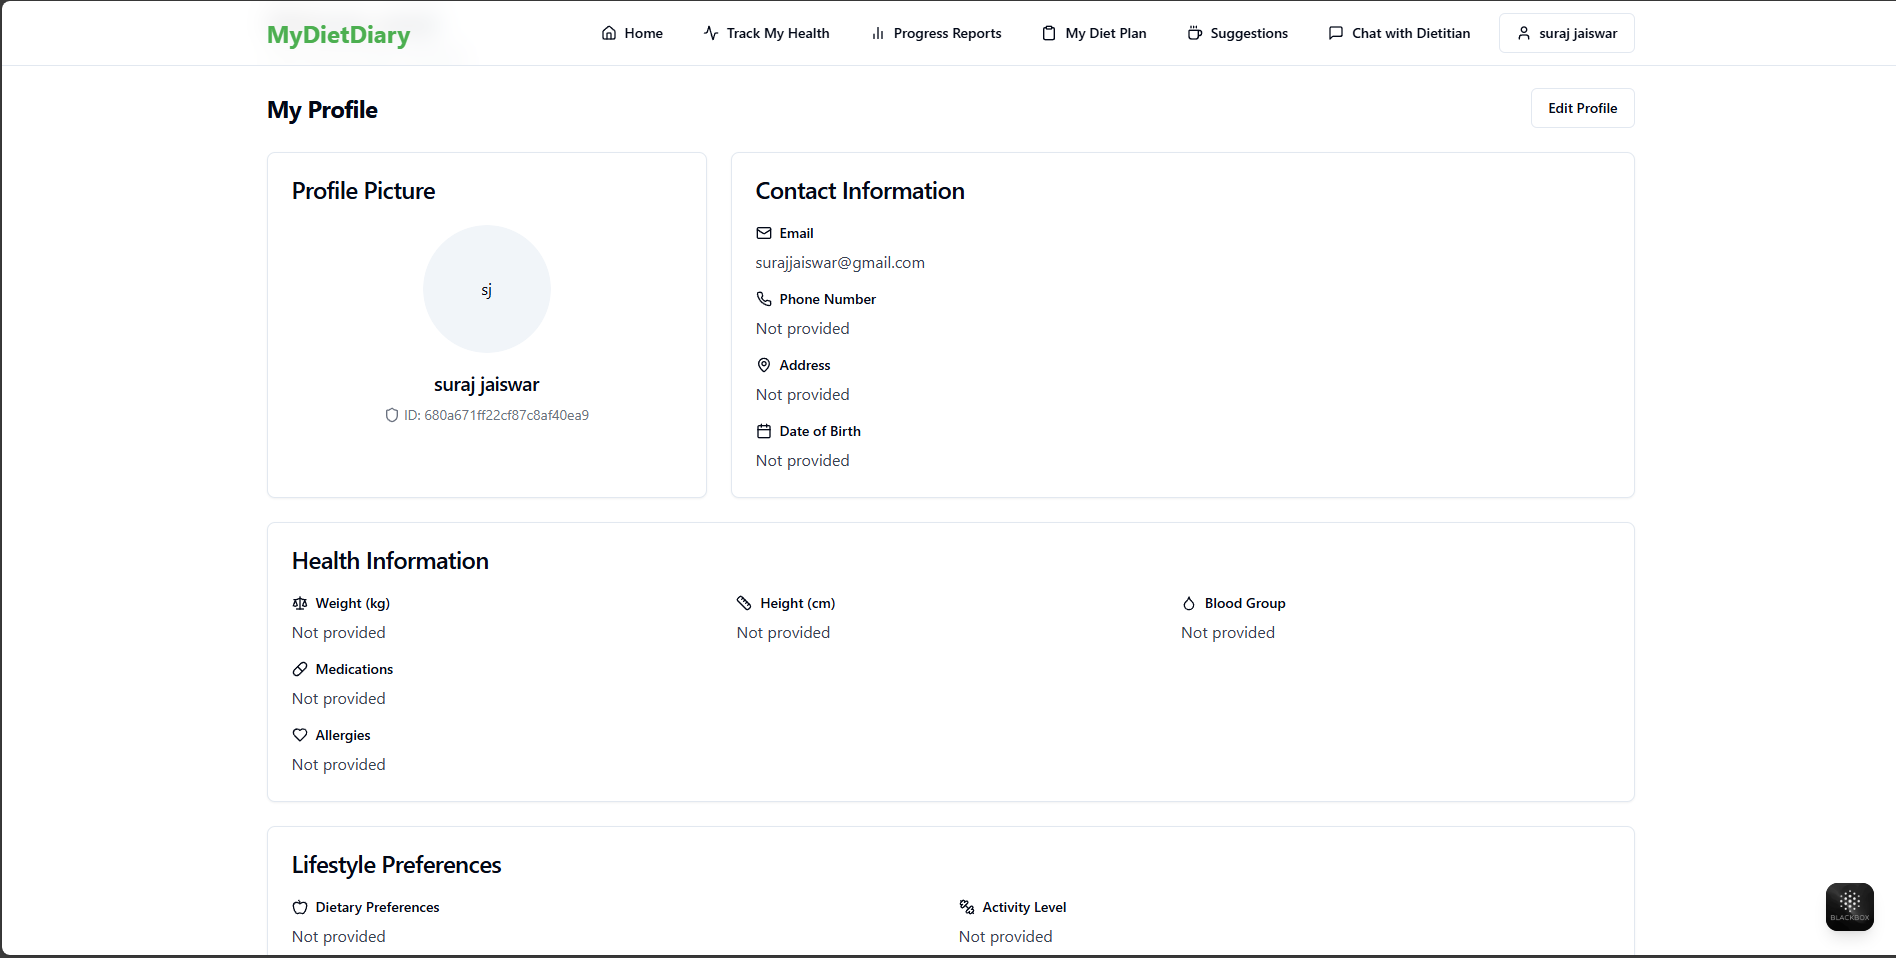 MyDietDiary
Home
Track My Health
Progress Reports
My Diet Plan
Suggestions
Chat with Dietitian
suraj jaiswar
My Profile
Edit Profile
Profile Picture
sj
suraj jaiswar
ID: 680a671ff22cf87c8af40ea9
Contact Information
Email
surajjaiswar@gmail.com
Phone Number
Not provided
Address
Not provided
Date of Birth
Not provided
Health Information
Weight (kg)
Not provided
Height (cm)
Not provided
Blood Group
Not provided
Medications
Not provided
Allergies
Not provided
Lifestyle Preferences
Dietary Preferences
Not provided
Activity Level
Not provided
BLACKBOX